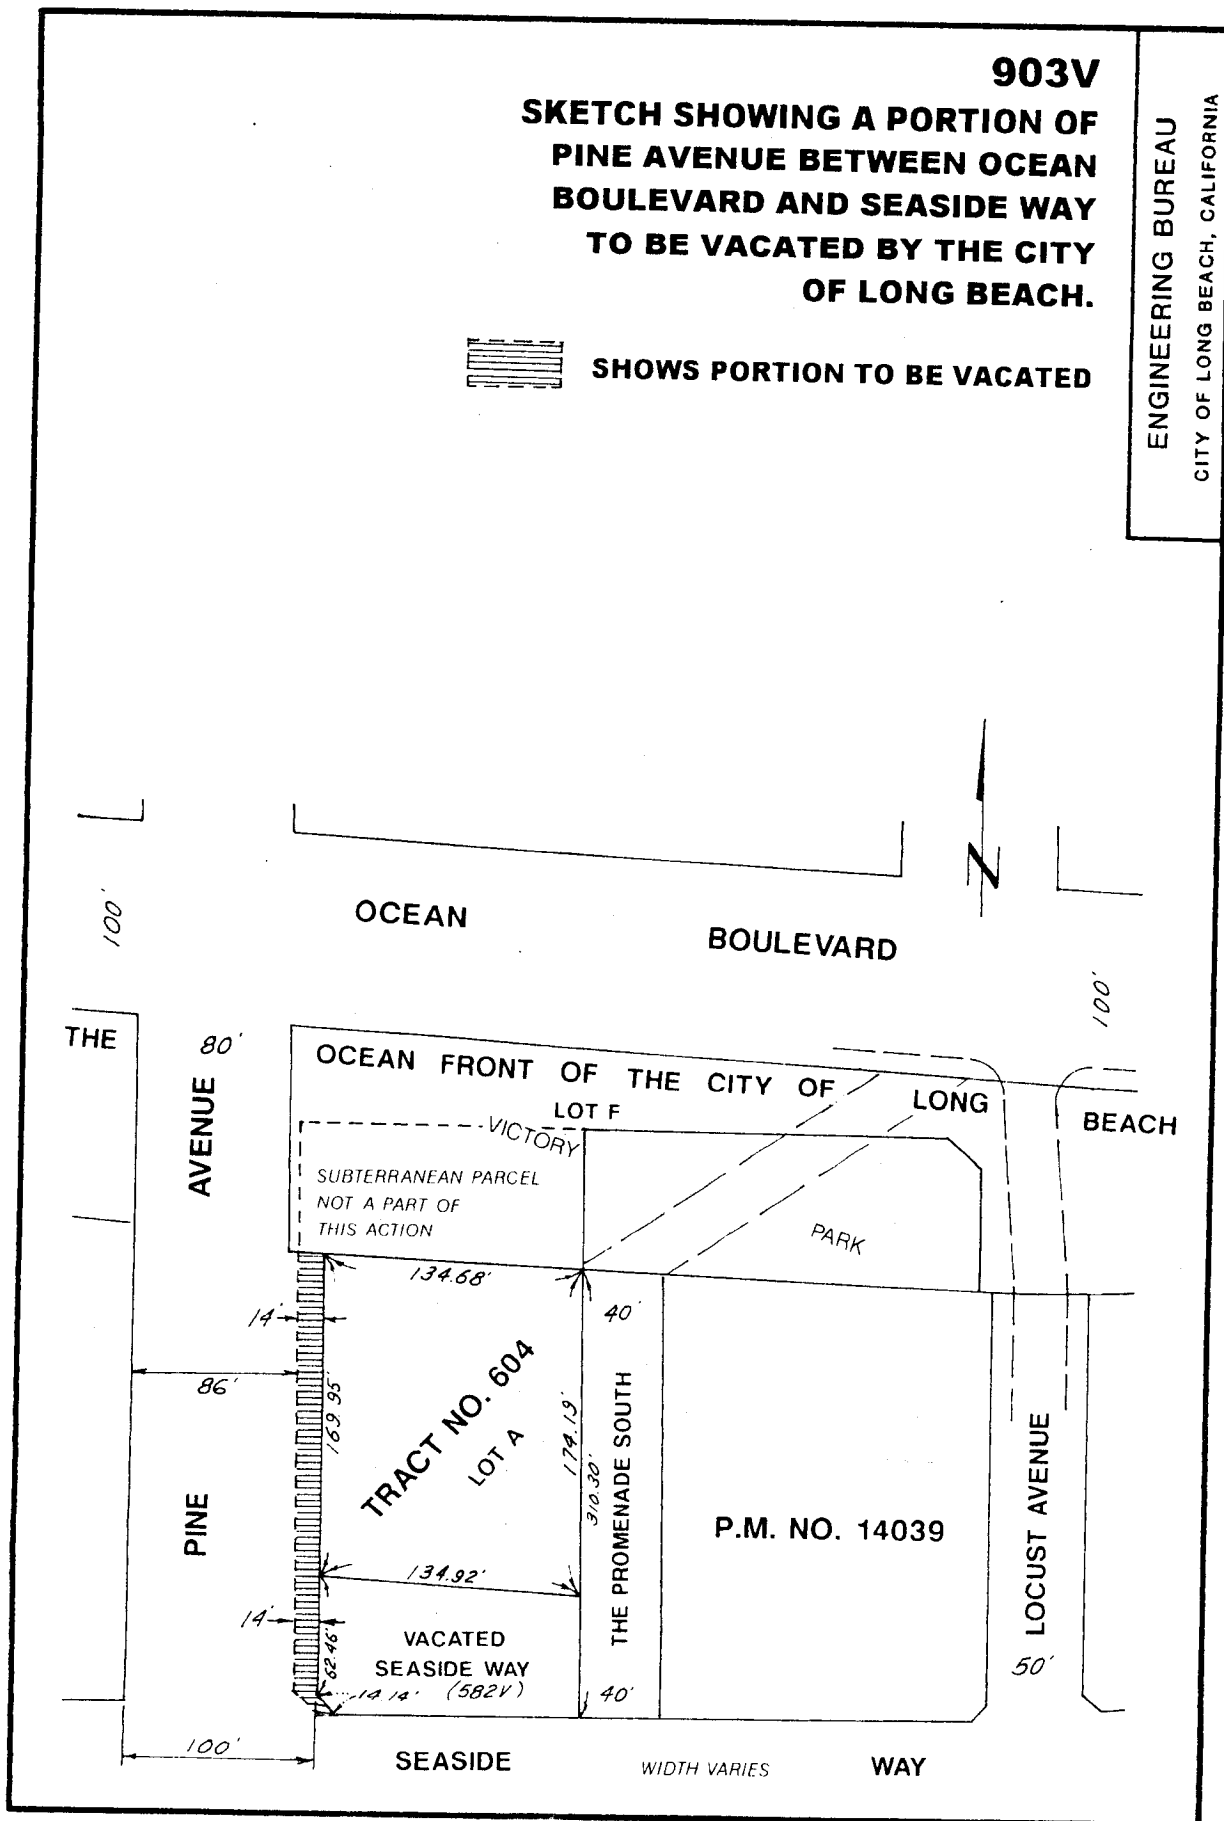 903V
SKETCH SHOWING A PORTION OF
PINE AVENUE BETWEEN OCEAN
BOULEVARD AND SEASIDE WAY
TO BE VACATED BY THE CITY
OF LONG BEACH.
SHOWS PORTION TO BE VACATED
ENGINEERING BUREAU
CITY OF LONG BEACH, CALIFORNIA
N
100'
OCEAN BOULEVARD
100'
THE
80'
OCEAN FRONT OF THE CITY OF LONG BEACH
LOT F
VICTORY
PARK
SUBTERRANEAN PARCEL
NOT A PART OF
THIS ACTION
134.68'
14'
40'
86'
169.95'
TRACT NO. 604
LOT A
174.19'
310.30'
THE PROMENADE SOUTH
P.M. NO. 14039
LOCUST AVENUE
50'
PINE AVENUE
134.92'
14'
62.46'
VACATED
SEASIDE WAY
(582V)
14.14'
40'
100'
SEASIDE WAY
WIDTH VARIES